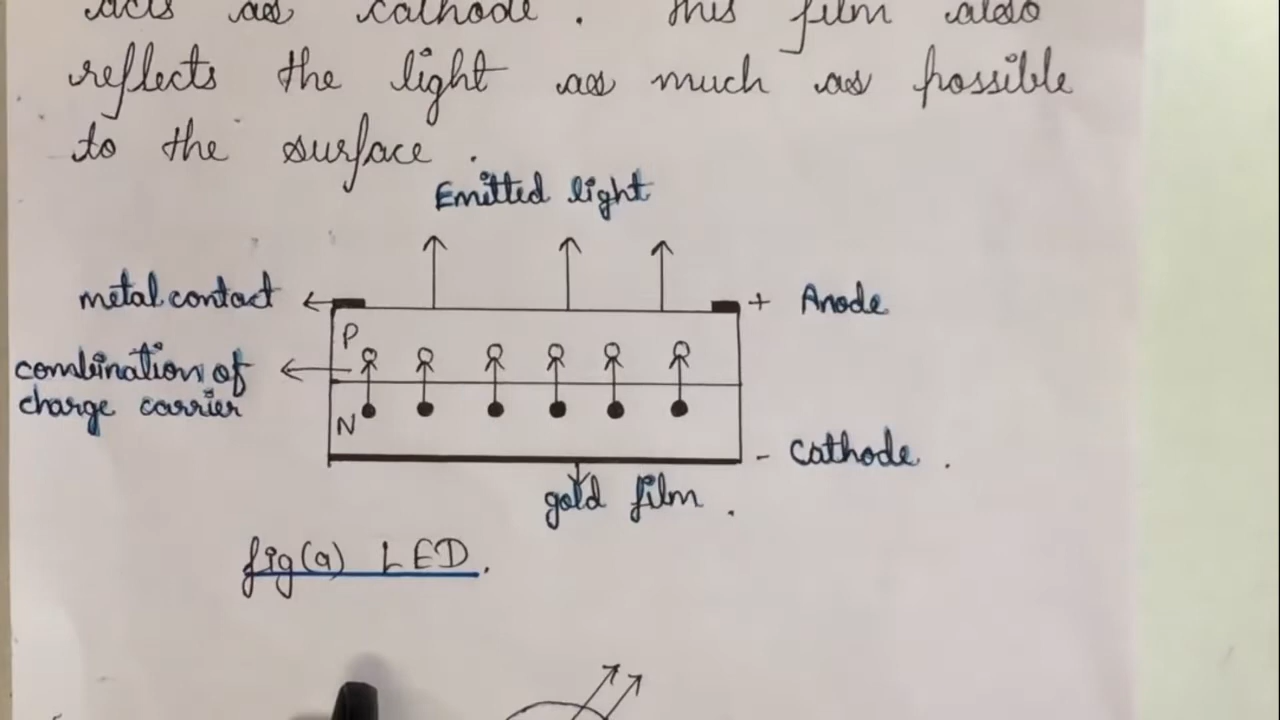 acts as cathode . This film also
reflects the light as much as possible
to the surface .
Emitted light
metal contact
+ Anode
P
combination of
charge carrier
N
- Cathode .
gold film .
fig(a) LED.